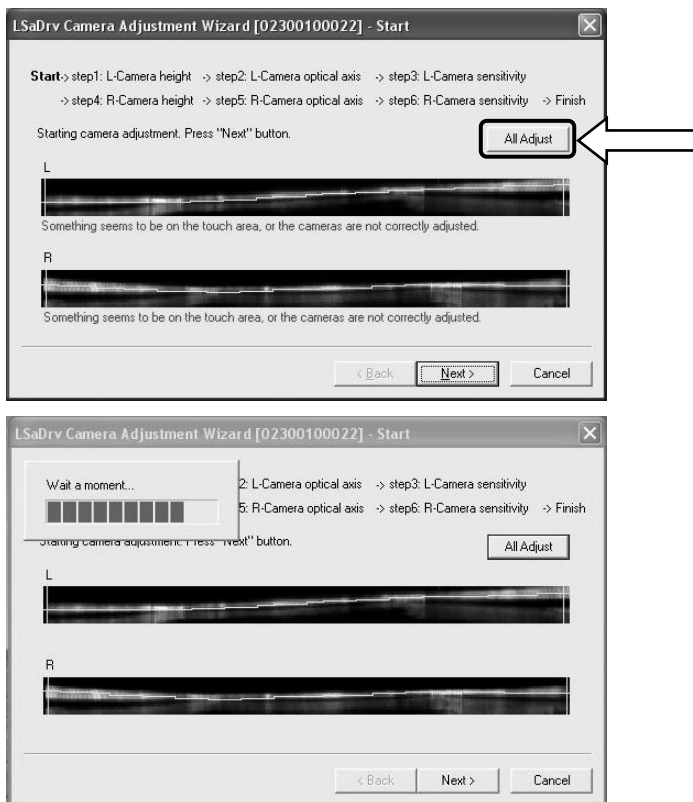 LSaDrv Camera Adjustment Wizard [02300100022] - Start
Start-> step1: L-Camera height -> step2: L-Camera optical axis -> step3: L-Camera sensitivity
-> step4: R-Camera height -> step5: R-Camera optical axis -> step6: R-Camera sensitivity -> Finish
Starting camera adjustment. Press "Next" button.
All Adjust
L
Something seems to be on the touch area, or the cameras are not correctly adjusted.
R
Something seems to be on the touch area, or the cameras are not correctly adjusted.
< Back Next > Cancel
LSaDrv Camera Adjustment Wizard [02300100022] - Start
Wait a moment...
2: L-Camera optical axis -> step3: L-Camera sensitivity
5: R-Camera optical axis -> step6: R-Camera sensitivity -> Finish
Starting camera adjustment. Press "Next" button.
All Adjust
L
R
< Back Next > Cancel